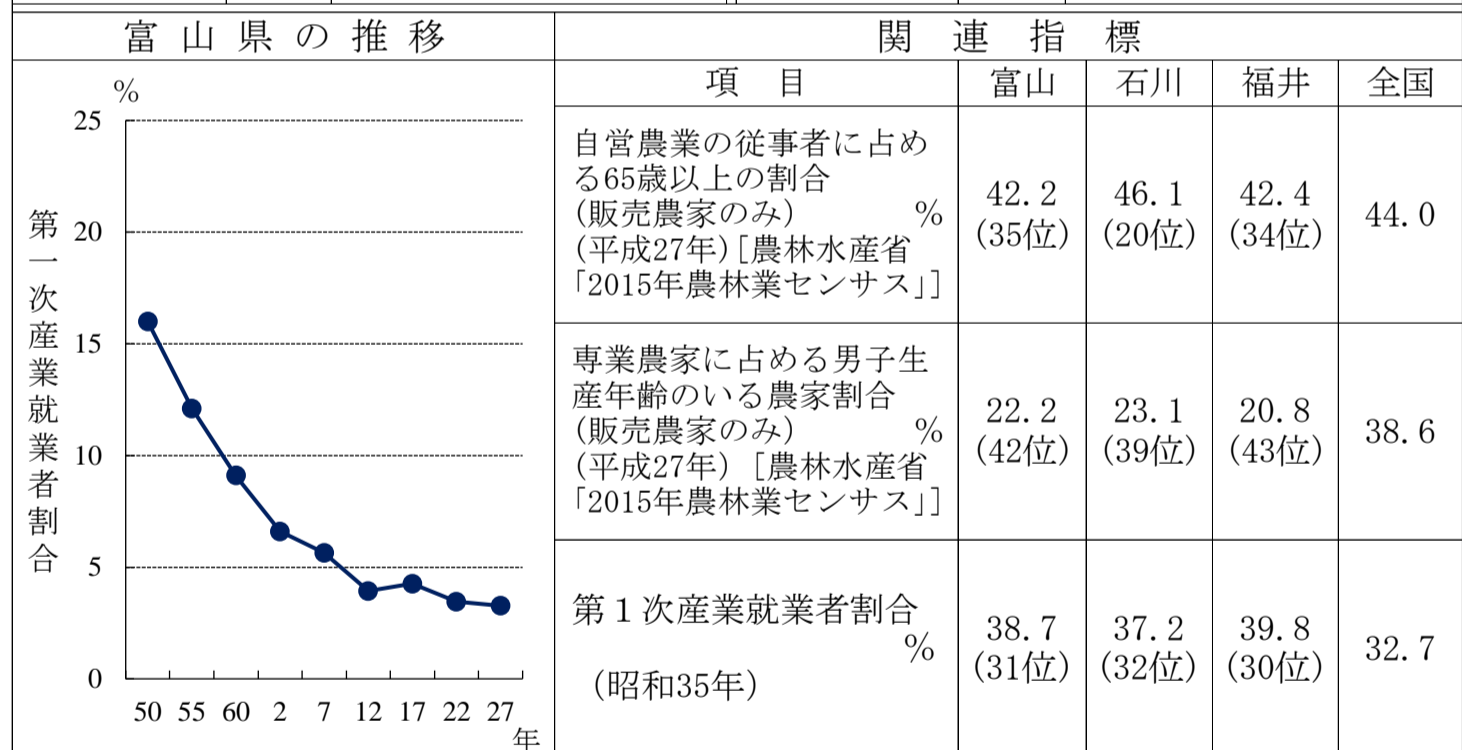 富山県の推移
%
25
20
15
10
5
0
第一次産業就業者割合
50 55 60 2 7 12 17 22 27
年
関連指標
項目 富山 石川 福井 全国
自営農業の従事者に占め
る65歳以上の割合
(販売農家のみ) %
(平成27年)[農林水産省
「2015年農林業センサス」]
42.2 46.1 42.4 44.0
(35位) (20位) (34位)
専業農家に占める男子生
産年齢のいる農家割合
(販売農家のみ) %
(平成27年) [農林水産省
「2015年農林業センサス」]
22.2 23.1 20.8 38.6
(42位) (39位) (43位)
第１次産業就業者割合
%
(昭和35年)
38.7 37.2 39.8 32.7
(31位) (32位) (30位)